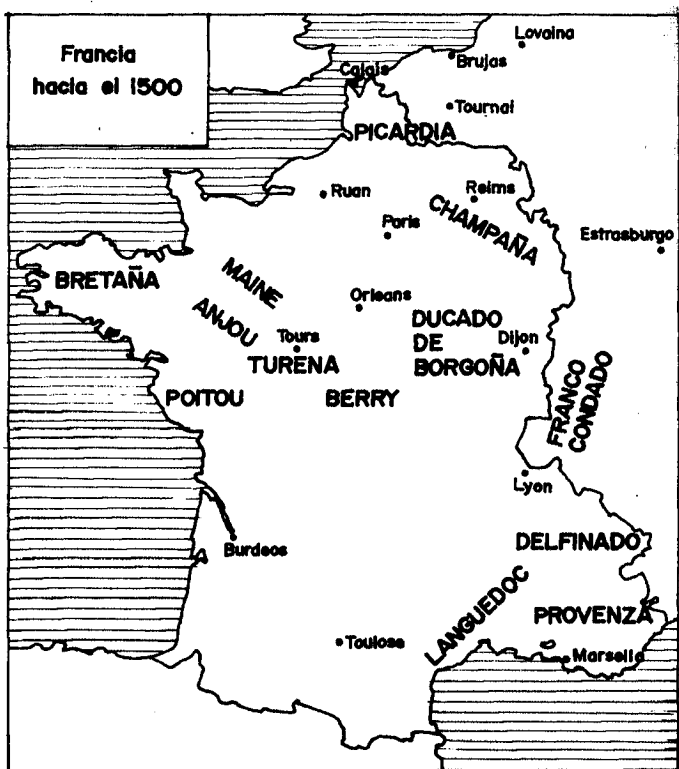 Francia
hacia el 1500
Lovaina
Brujas
Calais
Tournai
PICARDIA
Ruan
Reims
CHAMPAÑA
Paris
Estrasburgo
BRETAÑA
MAINE
Orleans
ANJOU
DUCADO
DE
BORGOÑA
Tours
Dijon
TURENA
FRANCO
CONDADO
POITOU
BERRY
Lyon
Burdeos
DELFINADO
LANGUEDOC
PROVENZA
Toulose
Marsella